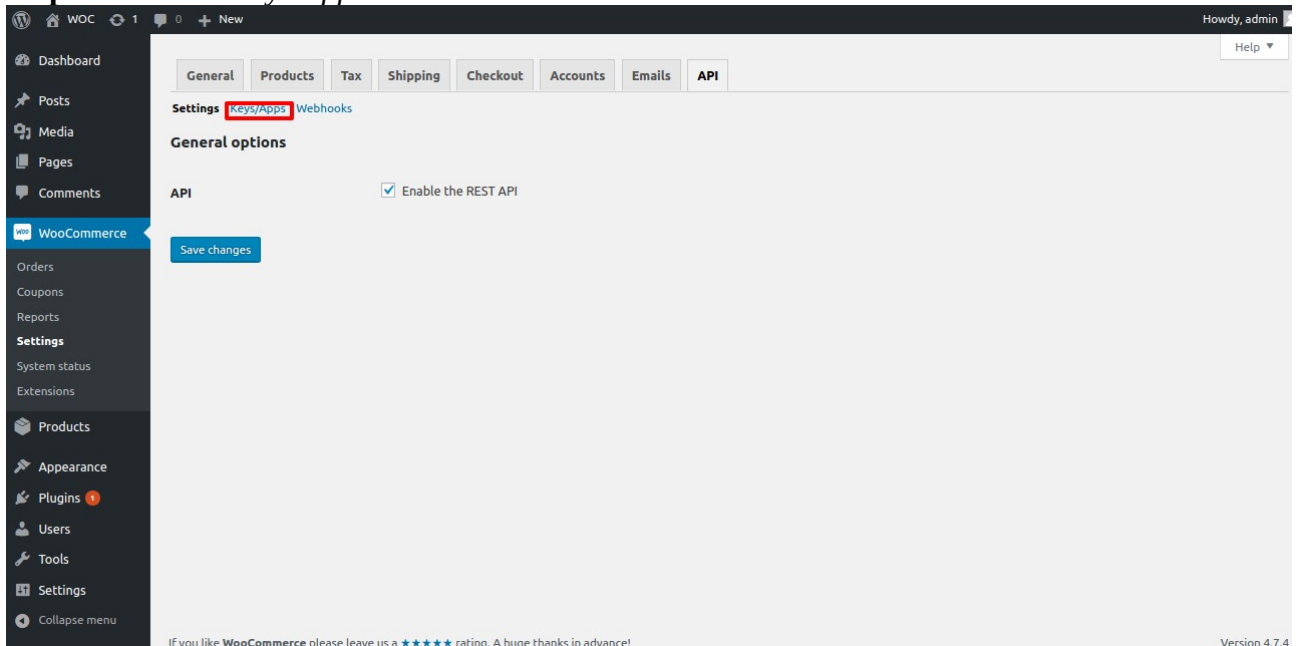 WOC 1 0 + New Howdy, admin
Help ▼
Dashboard
Posts
Media
Pages
Comments
WOO WooCommerce
Orders
Coupons
Reports
Settings
System status
Extensions
Products
Appearance
Plugins 1
Users
Tools
Settings
Collapse menu
General Products Tax Shipping Checkout Accounts Emails API
Settings Keys/Apps Webhooks
General options
API Enable the REST API
Save changes
If you like WooCommerce please leave us a ★★★★★ rating. A huge thanks in advance!
Version 4.7.4